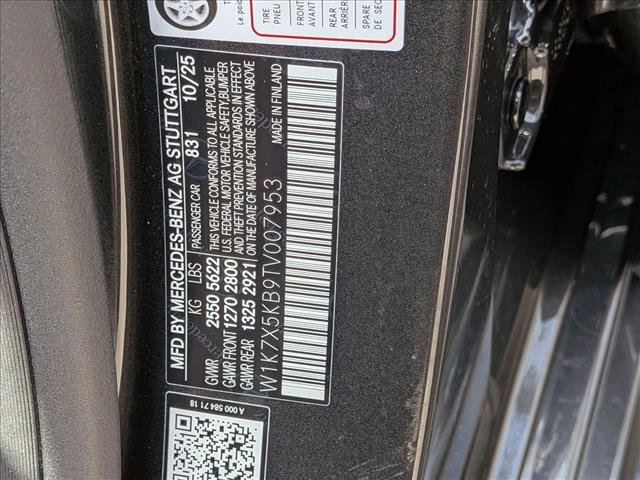 MFD BY MERCEDES-BENZ AG STUTTGART
KG LBS PASSENGER CAR 831 10/25
GVWR 2550 5622 THIS VEHICLE CONFORMS TO ALL APPLICABLE
GAWR FRONT 1270 2800 U.S. FEDERAL MOTOR VEHICLE SAFETY, BUMPER
GAWR REAR 1325 2921 AND THEFT PREVENTION STANDARDS IN EFFECT
ON THE DATE OF MANUFACTURE SHOWN ABOVE
MADE IN FINLAND
W1K7X5KB9TV007953
A 000 584 71 18
Le
TIRE
PNEU
FRONT
AVANT
REAR
ARRIÈRE
SPARE
DE